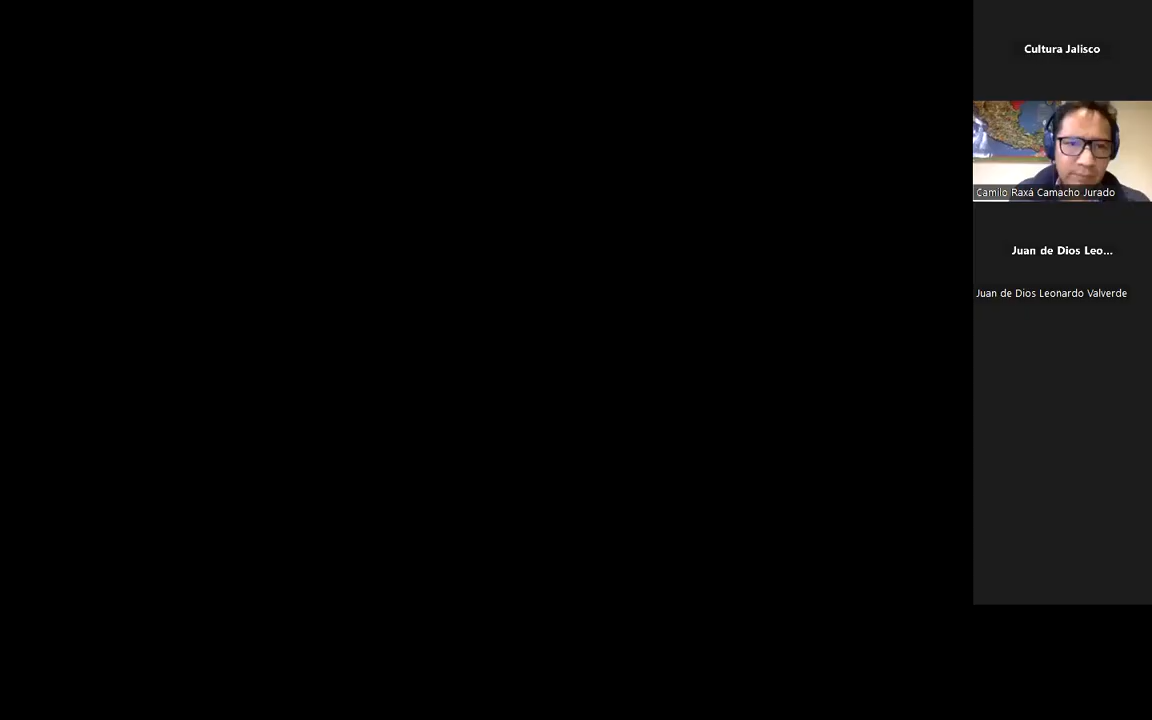 Cultura Jalisco
Camilo Raxá Camacho Jurado
Juan de Dios Leo...
Juan de Dios Leonardo Valverde